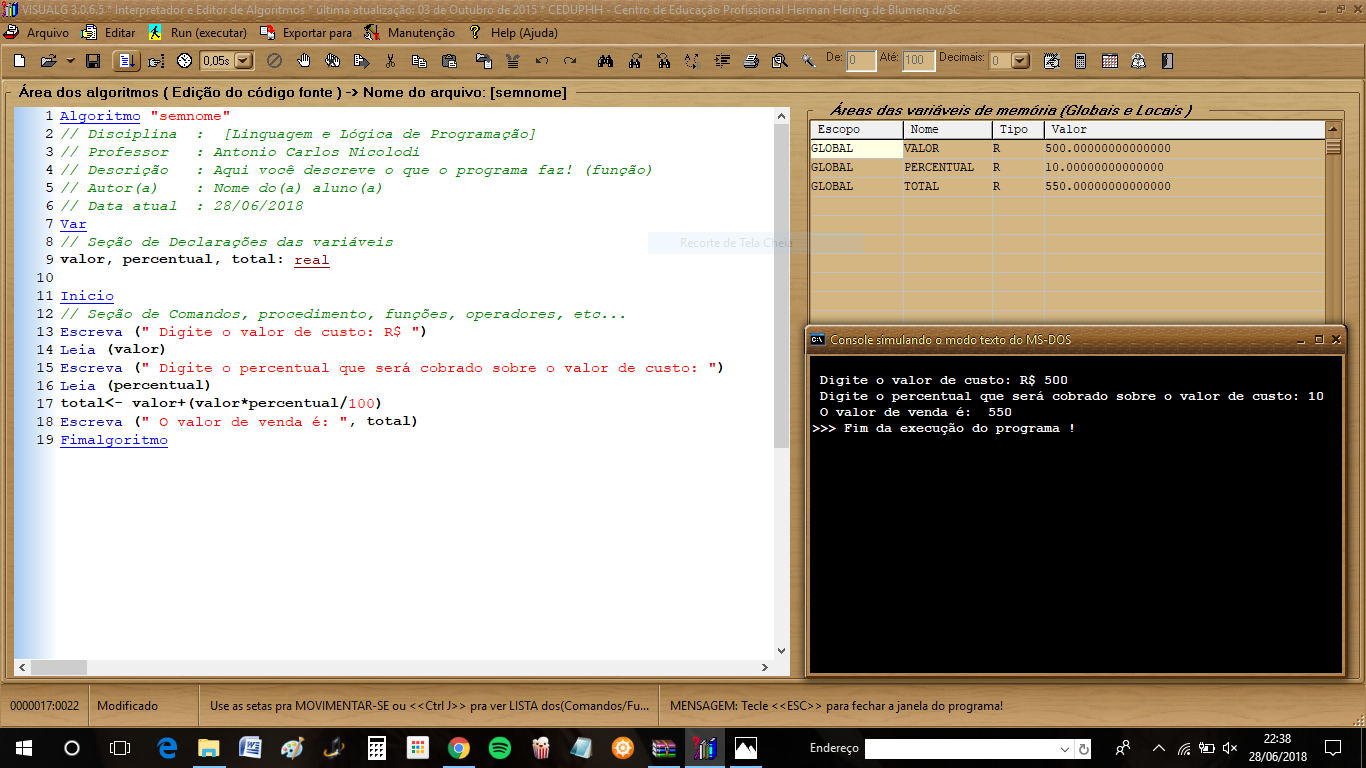 VISUALG 3.0.6.5 * Interpretador e Editor de Algoritmos * última atualização: 03 de Outubro de 2015 * CEDUPHH - Centro de Educação Profissional Herman Hering de Blumenau/SC
Arquivo Editar Run (executar) Exportar para Manutenção Help (Ajuda)
0,05s De: 0 Até: 100 Decimais: 0
Área dos algoritmos ( Edição do código fonte ) -> Nome do arquivo: [semnome]
1 Algoritmo "semnome"
2 // Disciplina : [Linguagem e Lógica de Programação]
3 // Professor : Antonio Carlos Nicolodi
4 // Descrição : Aqui você descreve o que o programa faz! (função)
5 // Autor(a) : Nome do(a) aluno(a)
6 // Data atual : 28/06/2018
7 Var
8 // Seção de Declarações das variáveis
9 valor, percentual, total: real
10
11 Inicio
12 // Seção de Comandos, procedimento, funções, operadores, etc...
13 Escreva (" Digite o valor de custo: R$ ")
14 Leia (valor)
15 Escreva (" Digite o percentual que será cobrado sobre o valor de custo: ")
16 Leia (percentual)
17 total<- valor+(valor*percentual/100)
18 Escreva (" O valor de venda é: ", total)
19 Fimalgoritmo
Recorte de Tela Cheia
Áreas das variáveis de memória (Globais e Locais )
Escopo Nome Tipo Valor
GLOBAL VALOR R 500.00000000000000
GLOBAL PERCENTUAL R 10.00000000000000
GLOBAL TOTAL R 550.00000000000000
Console simulando o modo texto do MS-DOS
Digite o valor de custo: R$ 500
Digite o percentual que será cobrado sobre o valor de custo: 10
O valor de venda é:  550
>>> Fim da execução do programa !
0000017:0022 Modificado Use as setas pra MOVIMENTAR-SE ou <<Ctrl J>> pra ver LISTA dos(Comandos/Fu... MENSAGEM: Tecle <<ESC>> para fechar a janela do programa!
Endereço
22:38
28/06/2018